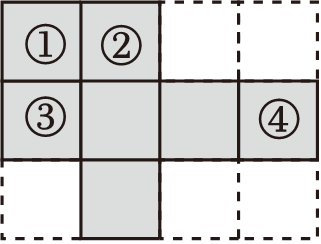 ① ②
③ ④